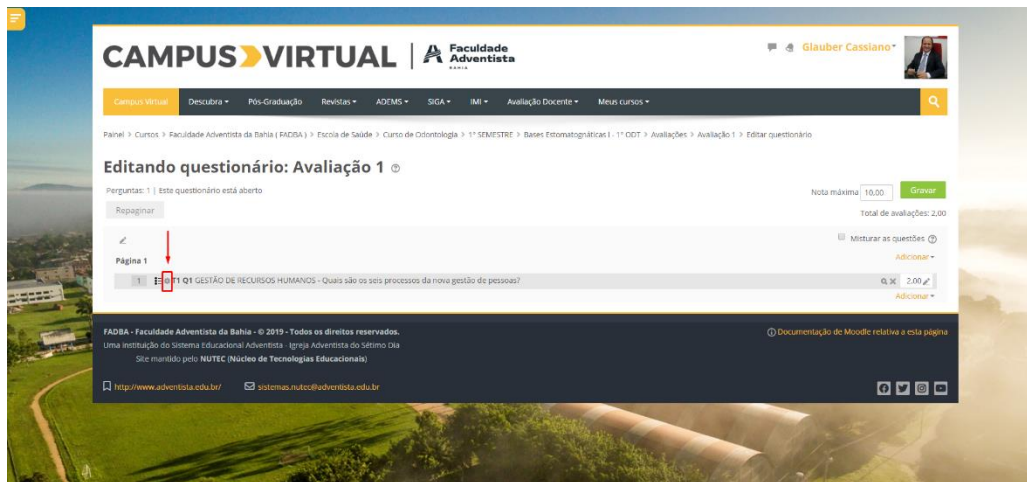 CAMPUS VIRTUAL
Faculdade
Adventista
BAHIA
Glauber Cassiano
Campus Virtual Descubra Pós-Graduação Revistas ADEMS SIGA IMI Avaliação Docente Meus cursos
Painel > Cursos > Faculdade Adventista da Bahia ( FADBA ) > Escola de Saúde > Curso de Odontologia > 1º SEMESTRE > Bases Estomatognáticas I - 1º ODT > Avaliações > Avaliação 1 > Editar questionário
Editando questionário: Avaliação 1
Perguntas: 1 | Este questionário está aberto
Nota máxima 10,00 Gravar
Repaginar
Total de avaliações: 2,00
Misturar as questões
Página 1
Adicionar
1 T1 Q1 GESTÃO DE RECURSOS HUMANOS - Quais são os seis processos da nova gestão de pessoas? 2,00
Adicionar
FADBA - Faculdade Adventista da Bahia - © 2019 - Todos os direitos reservados.
Documentação de Moodle relativa a esta página
Uma instituição do Sistema Educacional Adventista - Igreja Adventista do Sétimo Dia
Site mantido pelo NUTEC (Núcleo de Tecnologias Educacionais)
http://www.adventista.edu.br/ sistemas.nutec@adventista.edu.br